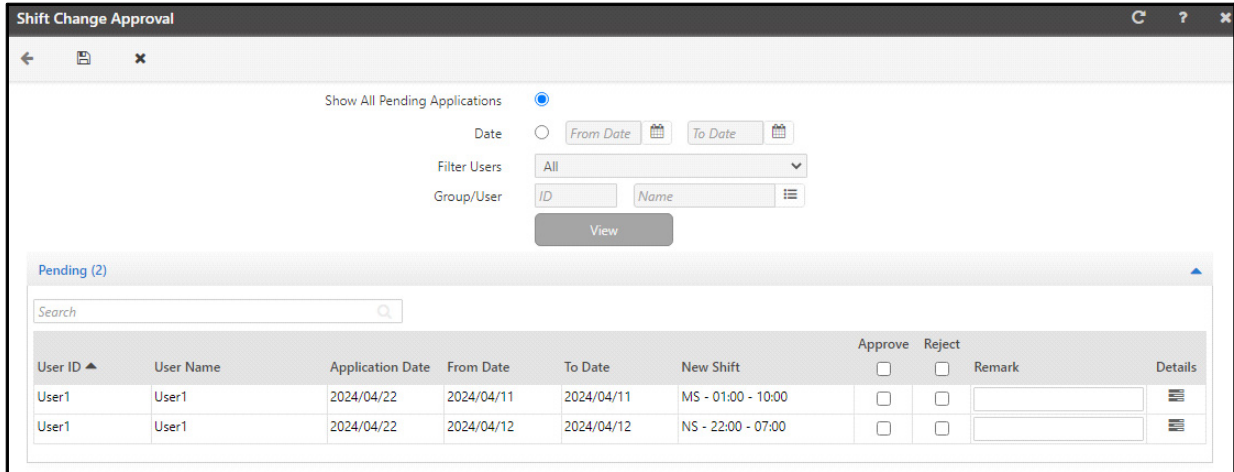 Shift Change Approval ?
Show All Pending Applications
Date From Date To Date
Filter Users All
Group/User ID Name
View
Pending (2)
Search
Approve Reject
User ID User Name Application Date From Date To Date New Shift Remark Details
User1 User1 2024/04/22 2024/04/11 2024/04/11 MS - 01:00 - 10:00
User1 User1 2024/04/22 2024/04/12 2024/04/12 NS - 22:00 - 07:00